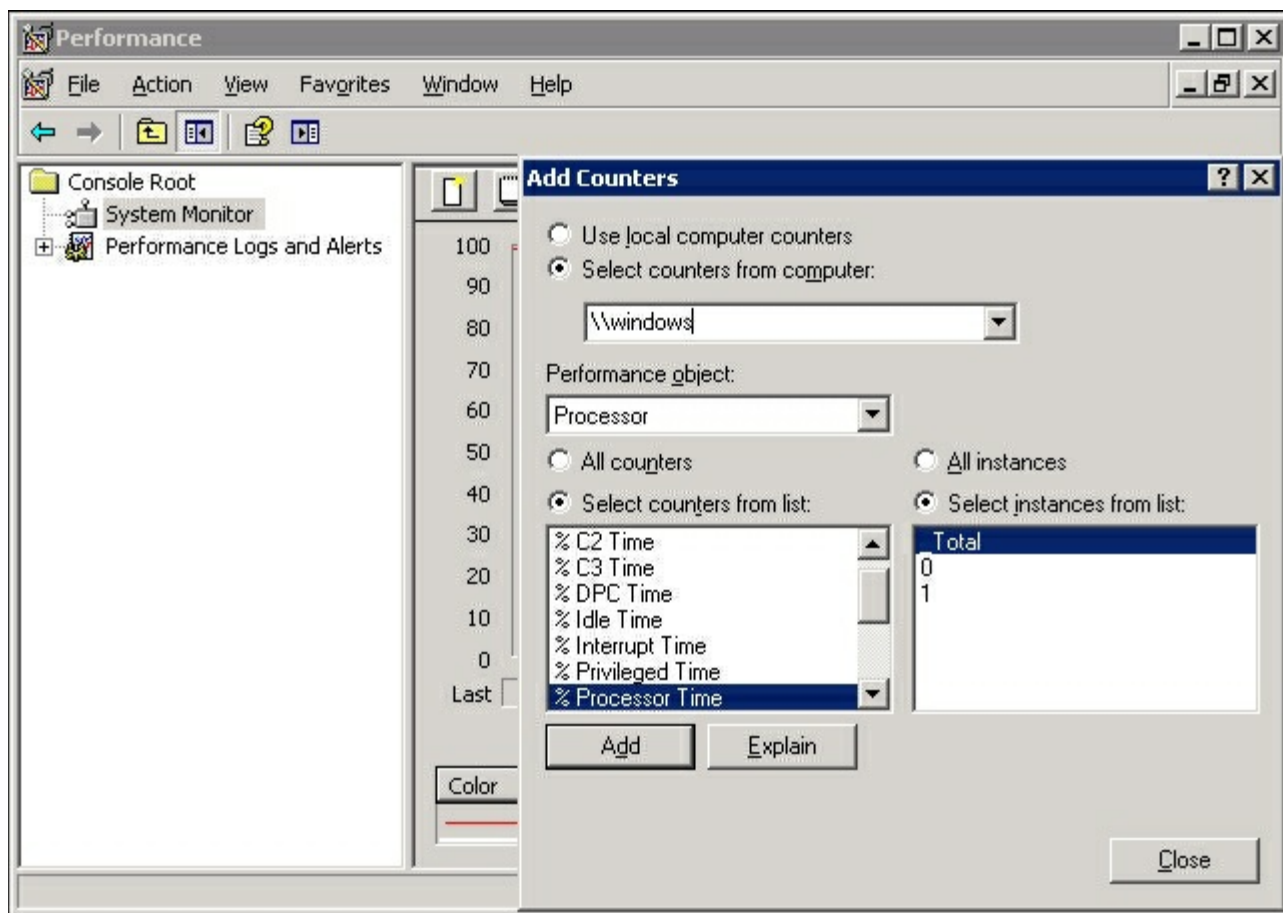 Performance
File Action View Favorites Window Help
Console Root
System Monitor
Performance Logs and Alerts
100
90
80
70
60
50
40
30
20
10
0
Last
Color
Add Counters
Use local computer counters
Select counters from computer:
\\windows
Performance object:
Processor
All counters
All instances
Select counters from list:
Select instances from list:
% C2 Time
% C3 Time
% DPC Time
% Idle Time
% Interrupt Time
% Privileged Time
% Processor Time
_Total
0
1
Add
Explain
Close